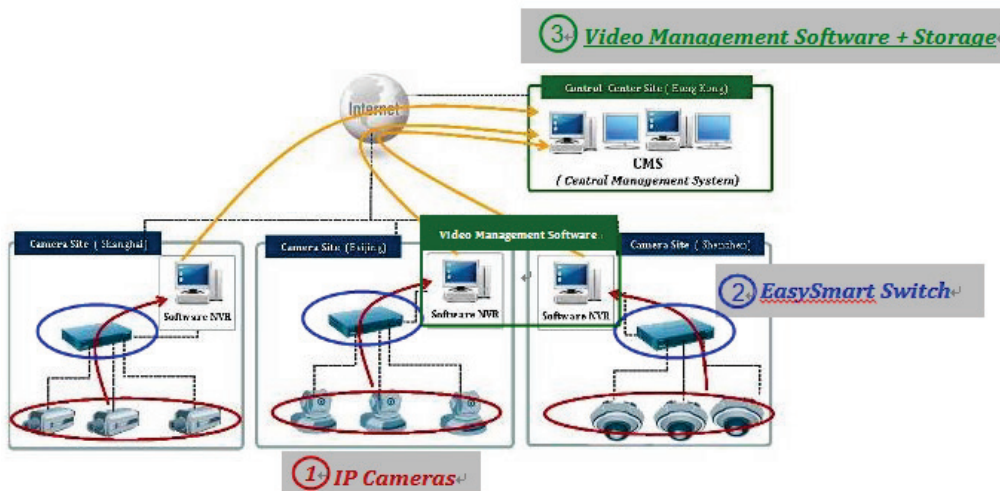 ③ Video Management Software + Storage
Control Center Site ( Hong Kong)
Internet
CMS
( Central Management System)
Camera Site ( Shanghai)
Camera Site (Beijing)
Video Management Software
Camera Site ( Shenzhen)
② EasySmart Switch
Software NVR
Software NVR
Software NVR
① IP Cameras